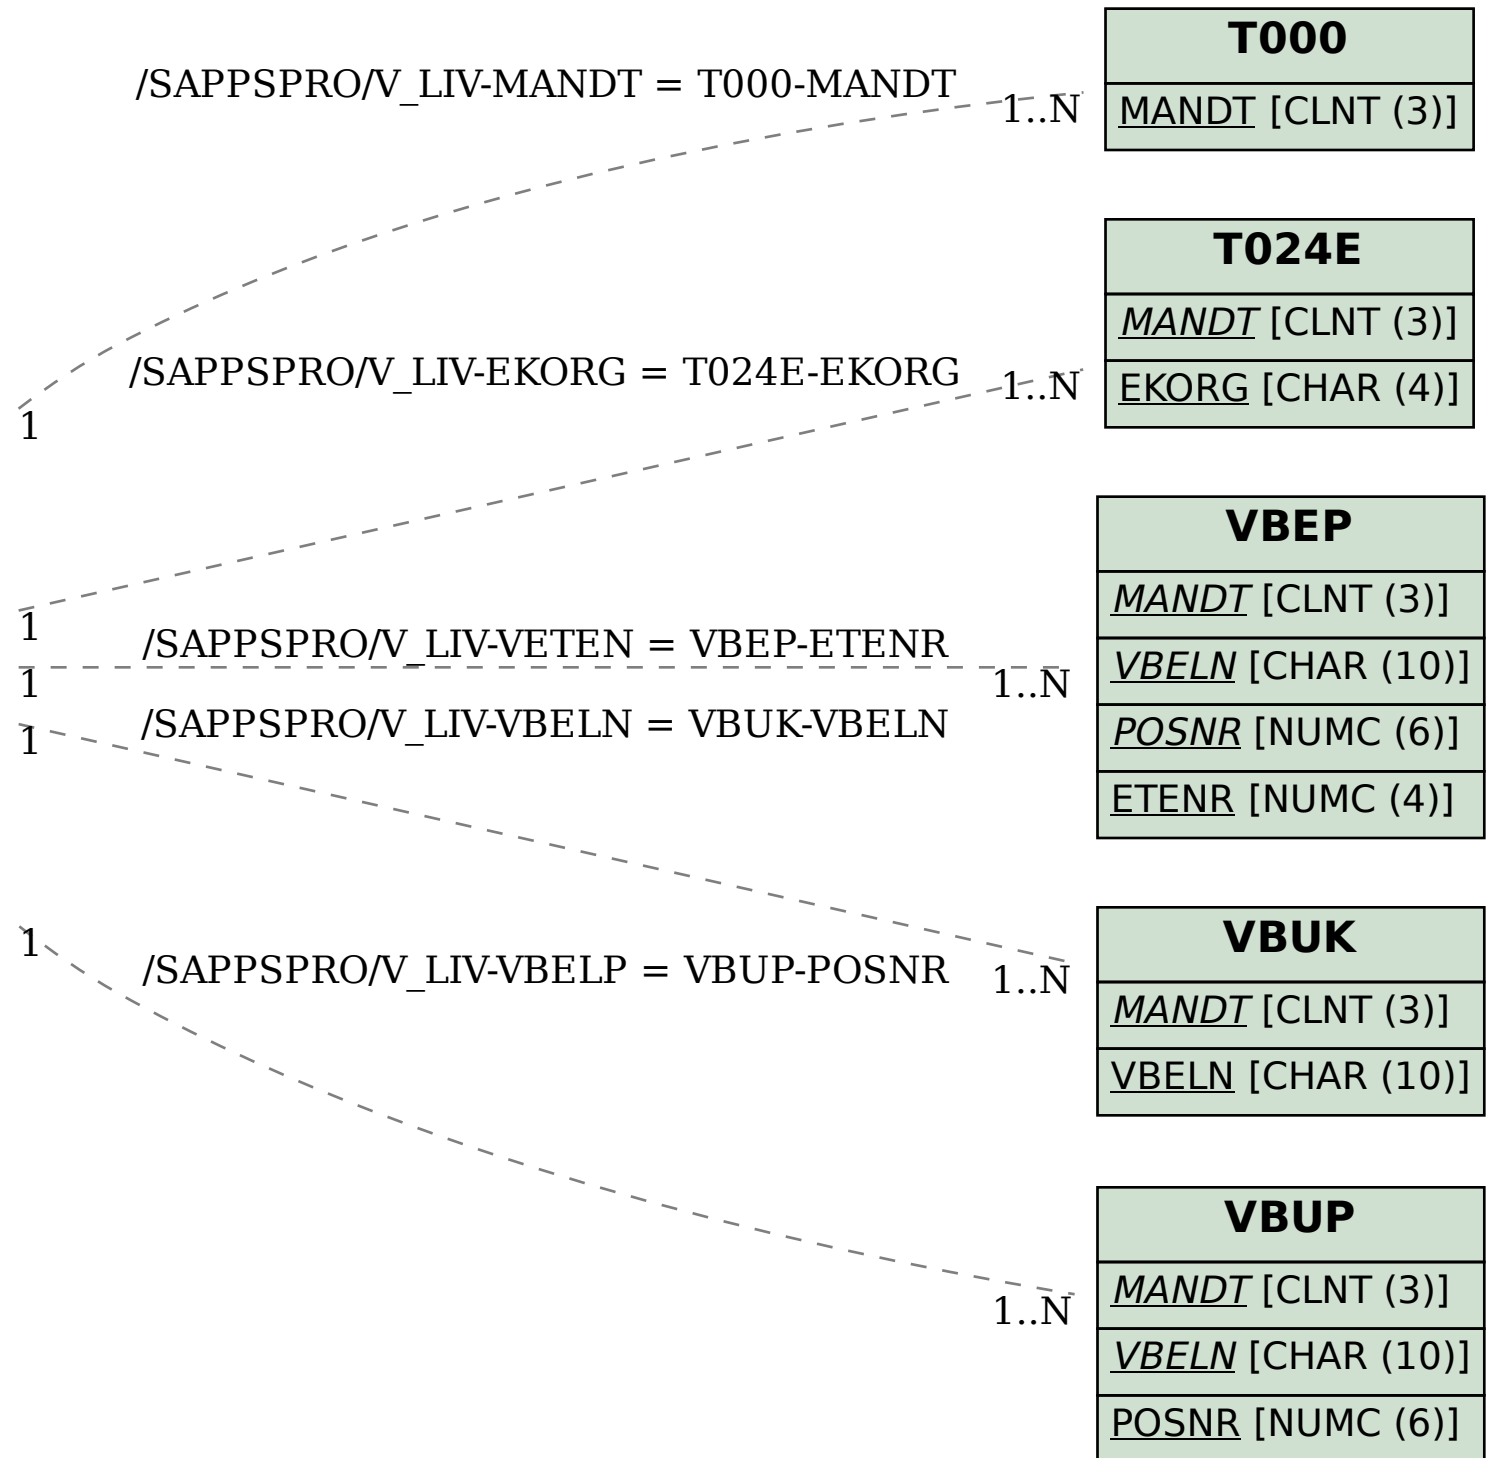 T000
/SAPPSPRO/V_LIV-MANDT = T000-MANDT
1..N
MANDT [CLNT (3)]
T024E
MANDT [CLNT (3)]
/SAPPSPRO/V_LIV-EKORG = T024E-EKORG
1..N
EKORG [CHAR (4)]
1
VBEP
MANDT [CLNT (3)]
1
/SAPPSPRO/V_LIV-VETEN = VBEP-ETENR
VBELN [CHAR (10)]
1
1..N
/SAPPSPRO/V_LIV-VBELN = VBUK-VBELN
POSNR [NUMC (6)]
1
ETENR [NUMC (4)]
VBUK
1
/SAPPSPRO/V_LIV-VBELP = VBUP-POSNR
1..N
MANDT [CLNT (3)]
VBELN [CHAR (10)]
VBUP
MANDT [CLNT (3)]
1..N
VBELN [CHAR (10)]
POSNR [NUMC (6)]